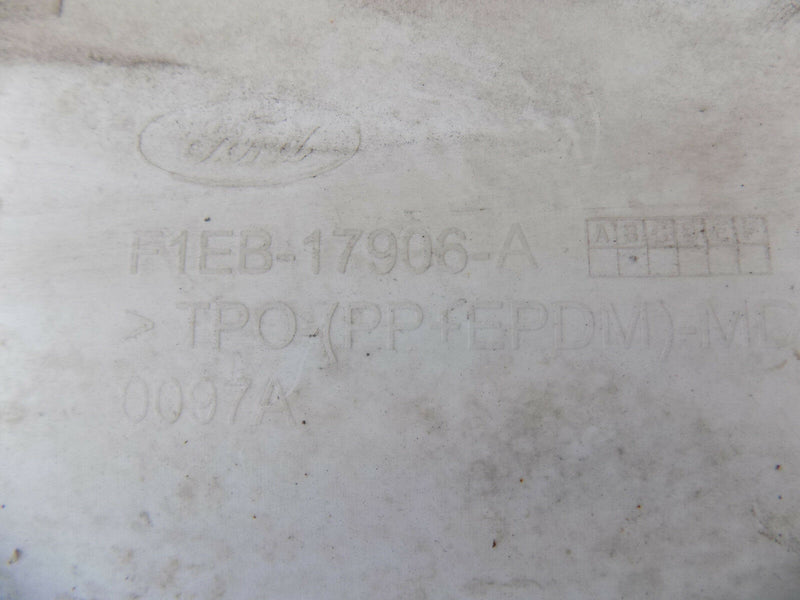 Ford
F1EB-17906-A
A B C D E F
> TPO-(PP+EPDM)-MD
0097A